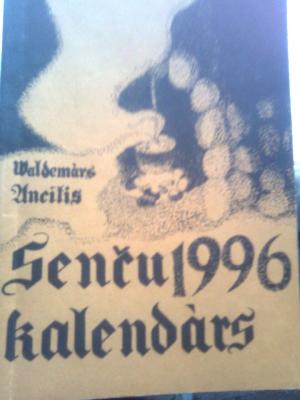 Waldemārs
Ancītis
Senču 1996
kalendārs